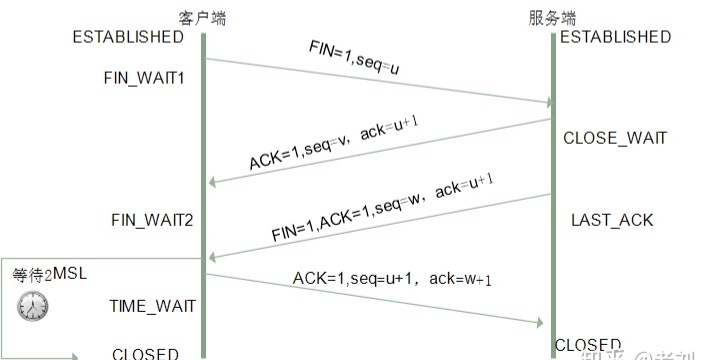 客户端 服务端
ESTABLISHED ESTABLISHED
FIN=1,seq=u
FIN_WAIT1
ACK=1,seq=v, ack=u+1
CLOSE_WAIT
FIN=1,ACK=1,seq=w, ack=u+1
FIN_WAIT2 LAST_ACK
等待2MSL
ACK=1,seq=u+1, ack=w+1
TIME_WAIT
CLOSED CLOSED
知乎 @老刘